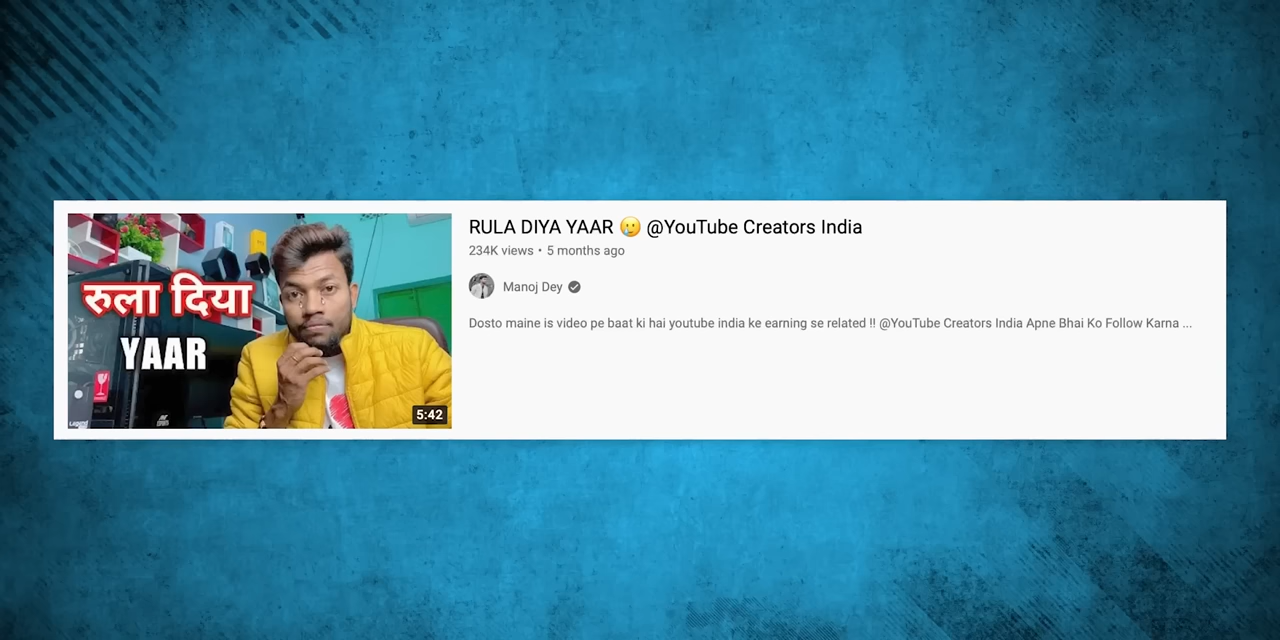 रुला दिया
YAAR
5:42
RULA DIYA YAAR 🥲 @YouTube Creators India
234K views • 5 months ago
Manoj Dey
Dosto maine is video pe baat ki hai youtube india ke earning se related !! @YouTube Creators India Apne Bhai Ko Follow Karna ...